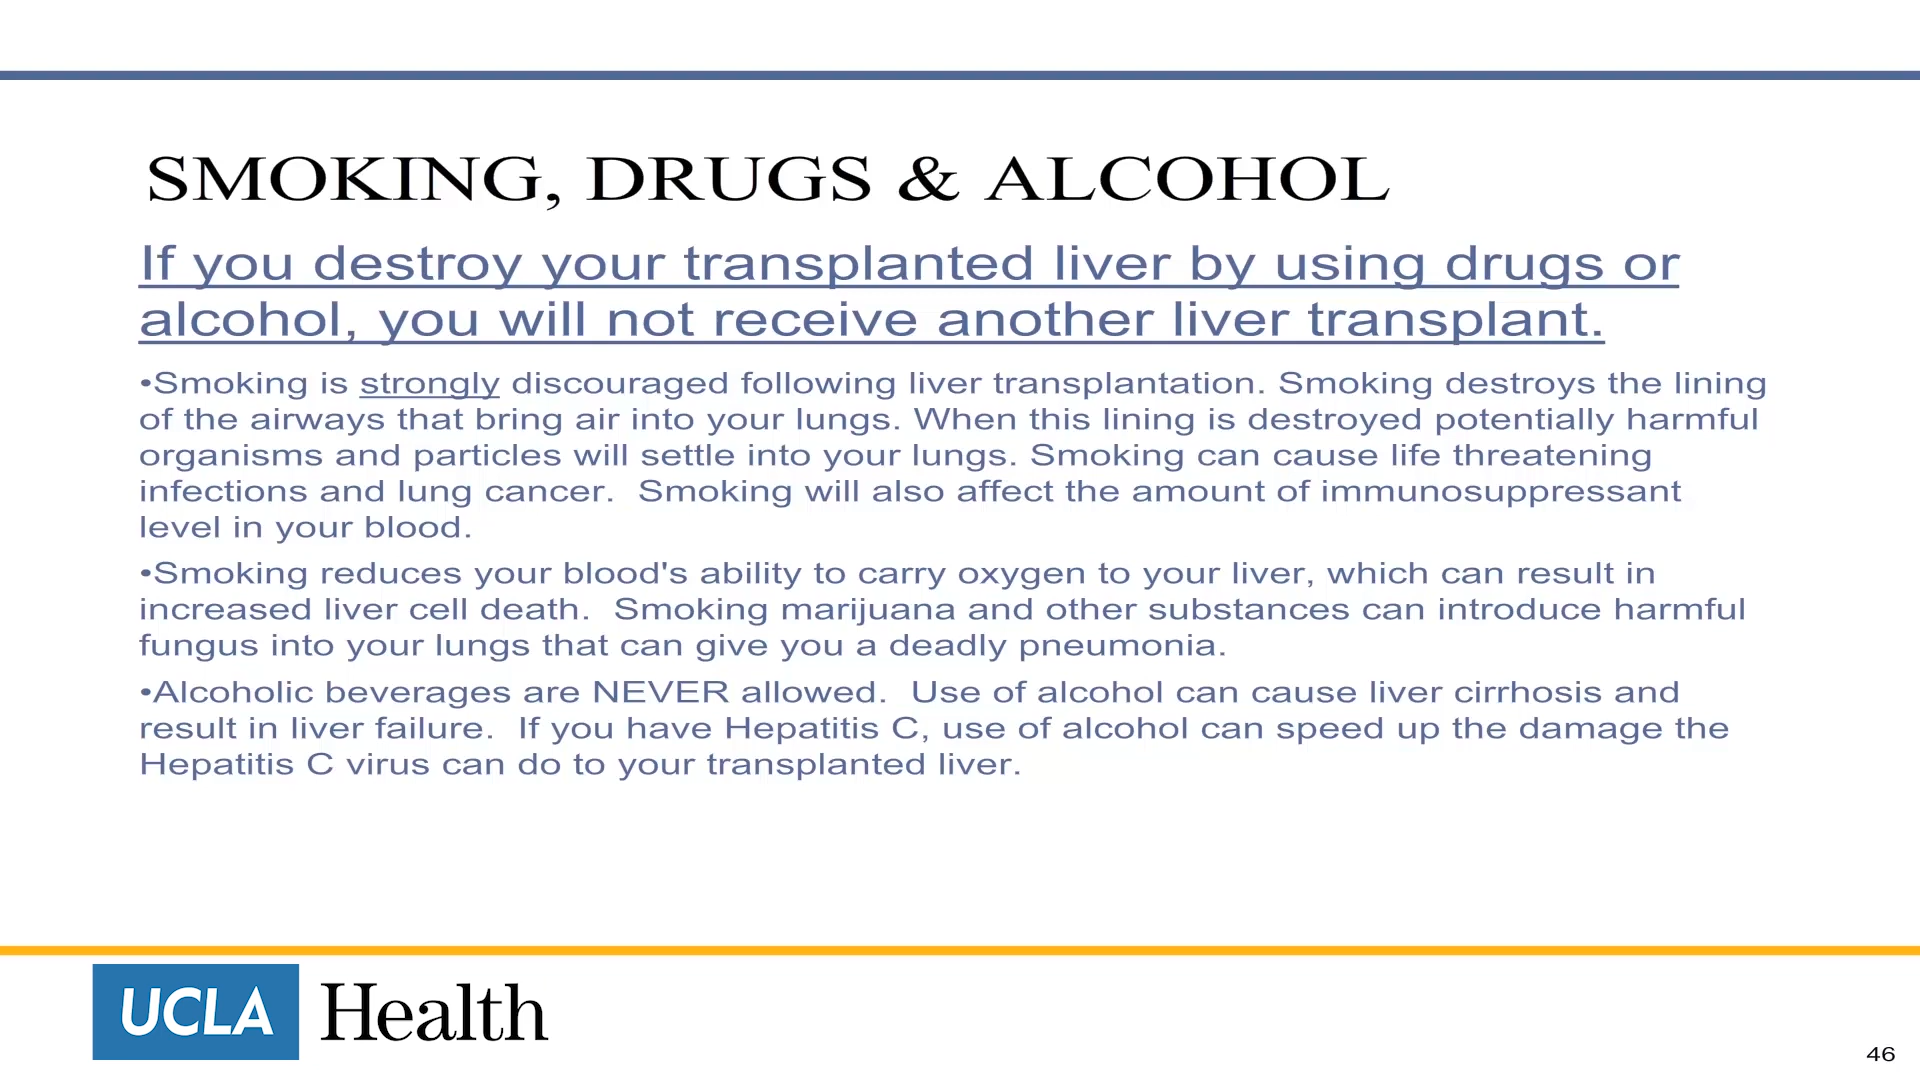 SMOKING, DRUGS & ALCOHOL
If you destroy your transplanted liver by using drugs or
alcohol, you will not receive another liver transplant.
•Smoking is strongly discouraged following liver transplantation. Smoking destroys the lining
of the airways that bring air into your lungs. When this lining is destroyed potentially harmful
organisms and particles will settle into your lungs. Smoking can cause life threatening
infections and lung cancer.  Smoking will also affect the amount of immunosuppressant
level in your blood.
•Smoking reduces your blood's ability to carry oxygen to your liver, which can result in
increased liver cell death.  Smoking marijuana and other substances can introduce harmful
fungus into your lungs that can give you a deadly pneumonia.
•Alcoholic beverages are NEVER allowed.  Use of alcohol can cause liver cirrhosis and
result in liver failure.  If you have Hepatitis C, use of alcohol can speed up the damage the
Hepatitis C virus can do to your transplanted liver.
UCLA Health
46